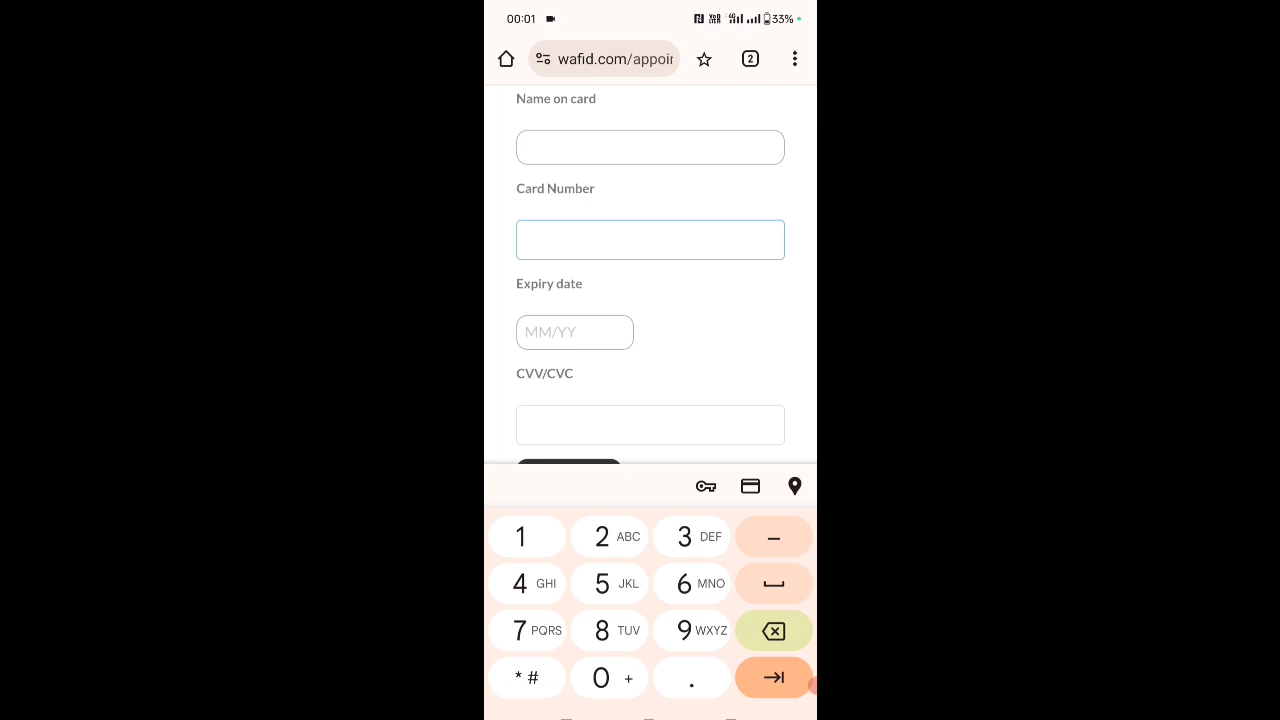 00:01 33%
wafid.com/appoin 2
Name on card
Card Number
Expiry date
MM/YY
CVV/CVC
1 2 ABC 3 DEF –
4 GHI 5 JKL 6 MNO
7 PQRS 8 TUV 9 WXYZ
* # 0 + .